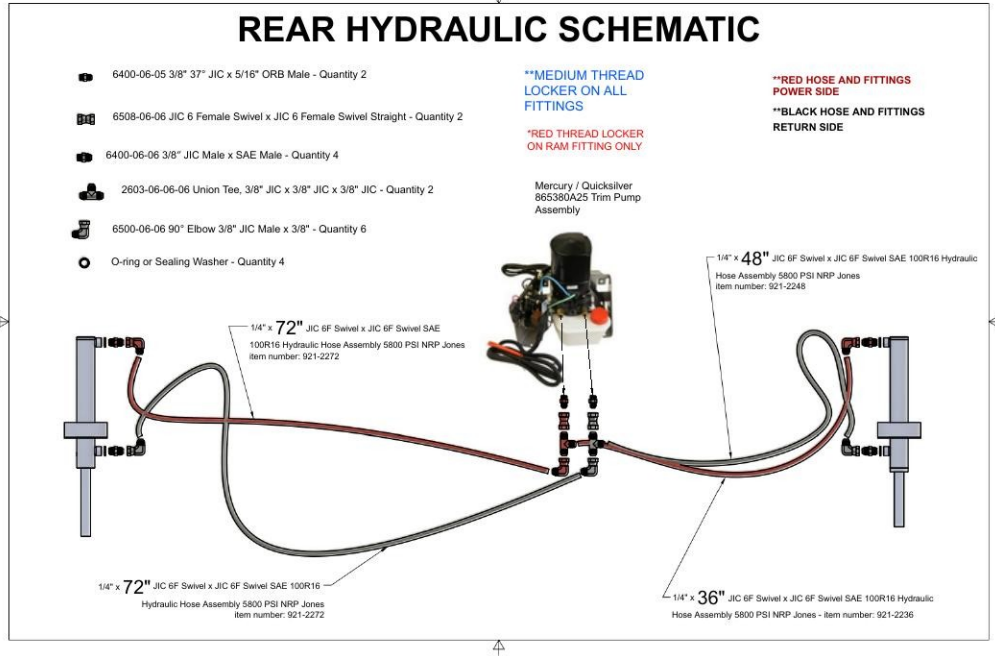 REAR HYDRAULIC SCHEMATIC
6400-06-05 3/8" 37° JIC x 5/16" ORB Male - Quantity 2
6508-06-06 JIC 6 Female Swivel x JIC 6 Female Swivel Straight - Quantity 2
6400-06-06 3/8" JIC Male x SAE Male - Quantity 4
2603-06-06-06 Union Tee, 3/8" JIC x 3/8" JIC x 3/8" JIC - Quantity 2
6500-06-06 90° Elbow 3/8" JIC Male x 3/8" - Quantity 6
O-ring or Sealing Washer - Quantity 4
**MEDIUM THREAD
LOCKER ON ALL
FITTINGS
*RED THREAD LOCKER
ON RAM FITTING ONLY
**RED HOSE AND FITTINGS
POWER SIDE
**BLACK HOSE AND FITTINGS
RETURN SIDE
Mercury / Quicksilver
865380A25 Trim Pump
Assembly
1/4" x 48" JIC 6F Swivel x JIC 6F Swivel SAE 100R16 Hydraulic
Hose Assembly 5800 PSI NRP Jones
item number: 921-2248
1/4" x 72" JIC 6F Swivel x JIC 6F Swivel SAE
100R16 Hydraulic Hose Assembly 5800 PSI NRP Jones
item number: 921-2272
1/4" x 72" JIC 6F Swivel x JIC 6F Swivel SAE 100R16
Hydraulic Hose Assembly 5800 PSI NRP Jones
item number: 921-2272
1/4" x 36" JIC 6F Swivel x JIC 6F Swivel SAE 100R16 Hydraulic
Hose Assembly 5800 PSI NRP Jones - item number: 921-2236